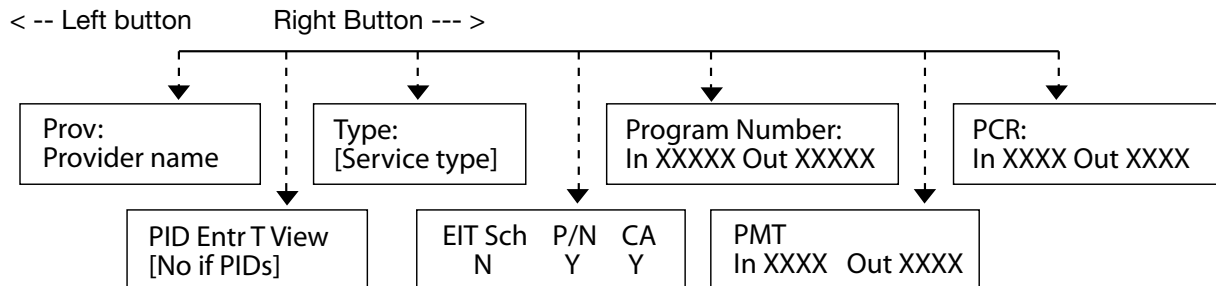 < -- Left button Right Button --- >
Prov:
Provider name
Type:
[Service type]
Program Number:
In XXXXX Out XXXXX
PCR:
In XXXX Out XXXX
PID Entr T View
[No if PIDs]
EIT Sch P/N CA
N Y Y
PMT
In XXXX Out XXXX